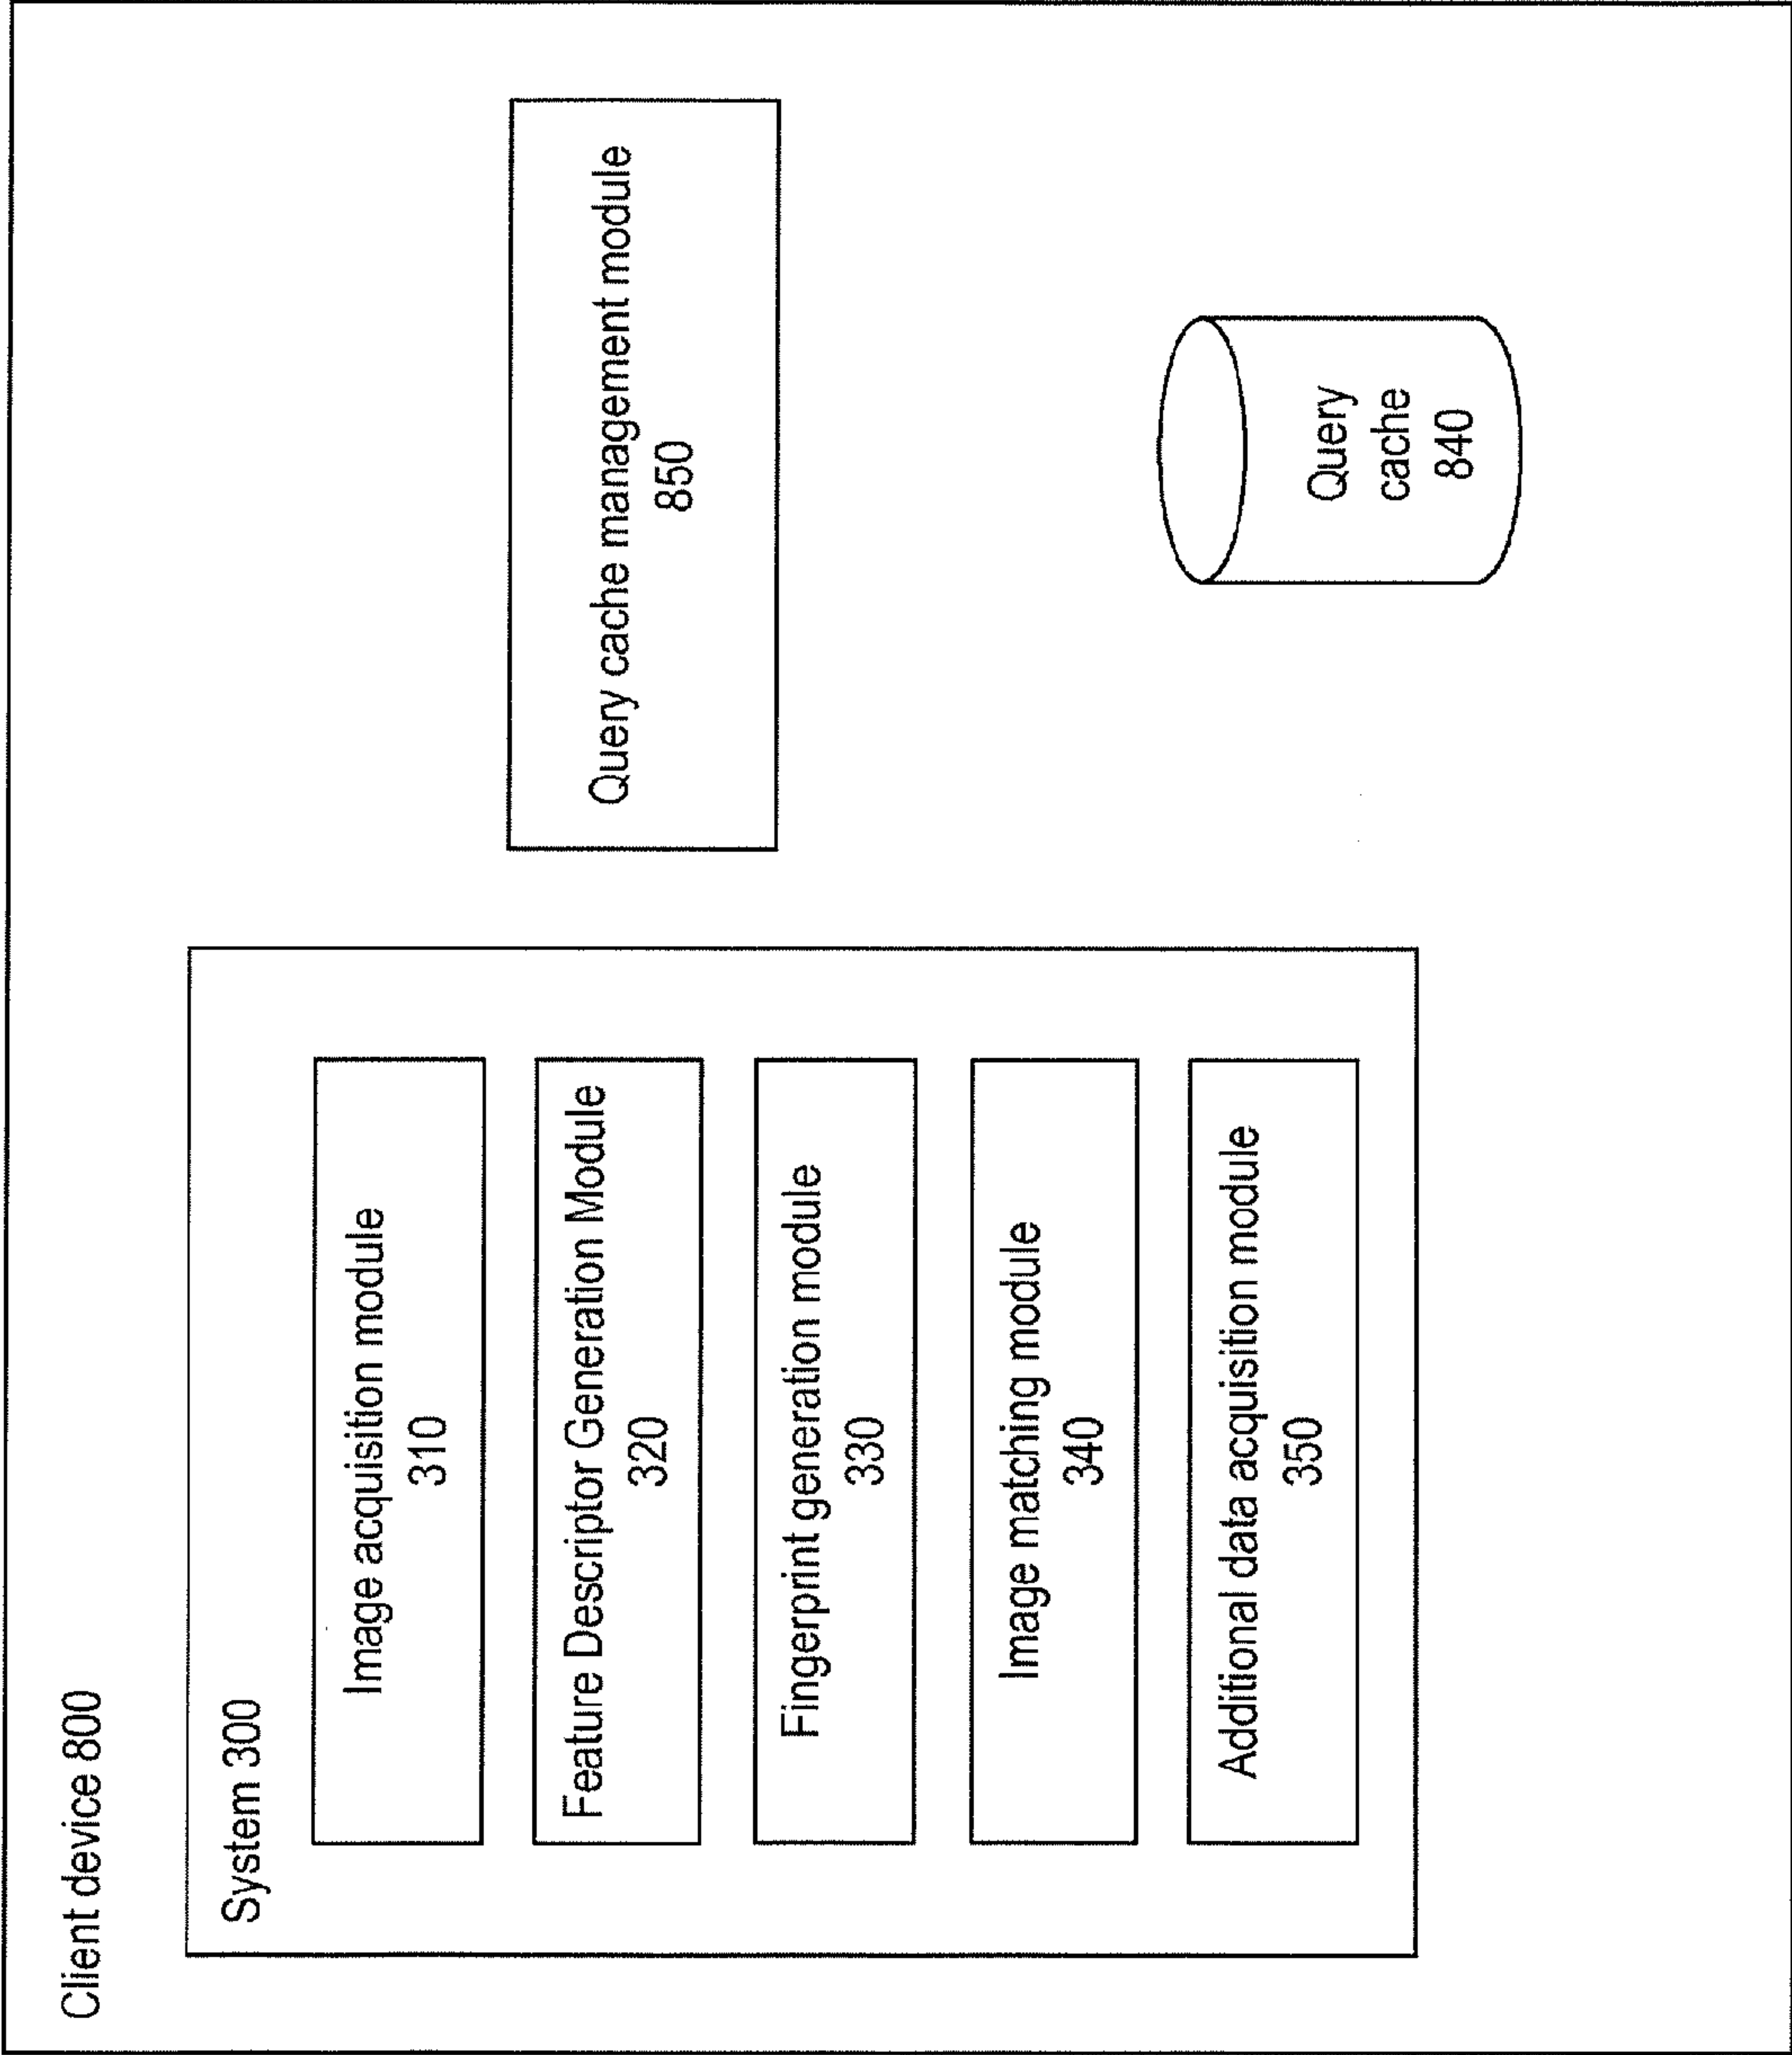 Client device 800
System 300
Image acquisition module
310
Feature Descriptor Generation Module
320
Fingerprint generation module
330
Image matching module
340
Additional data acquisition module
350
Query cache management module
850
Query
cache
840